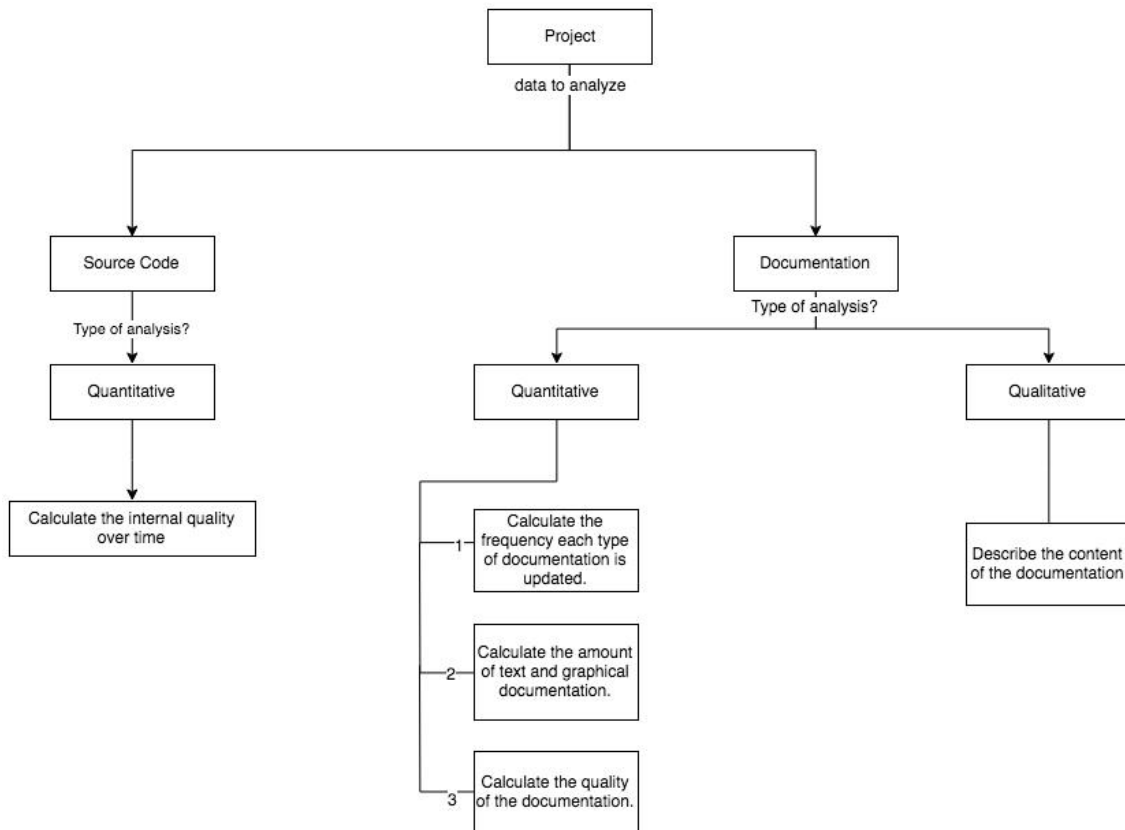 Project
data to analyze
Source Code
Documentation
Type of analysis?
Type of analysis?
Quantitative
Quantitative
Qualitative
Calculate the internal quality
over time
1
Calculate the
frequency each type
of documentation is
updated.
Describe the content
of the documentation
2
Calculate the amount
of text and graphical
documentation.
3
Calculate the quality
of the documentation.